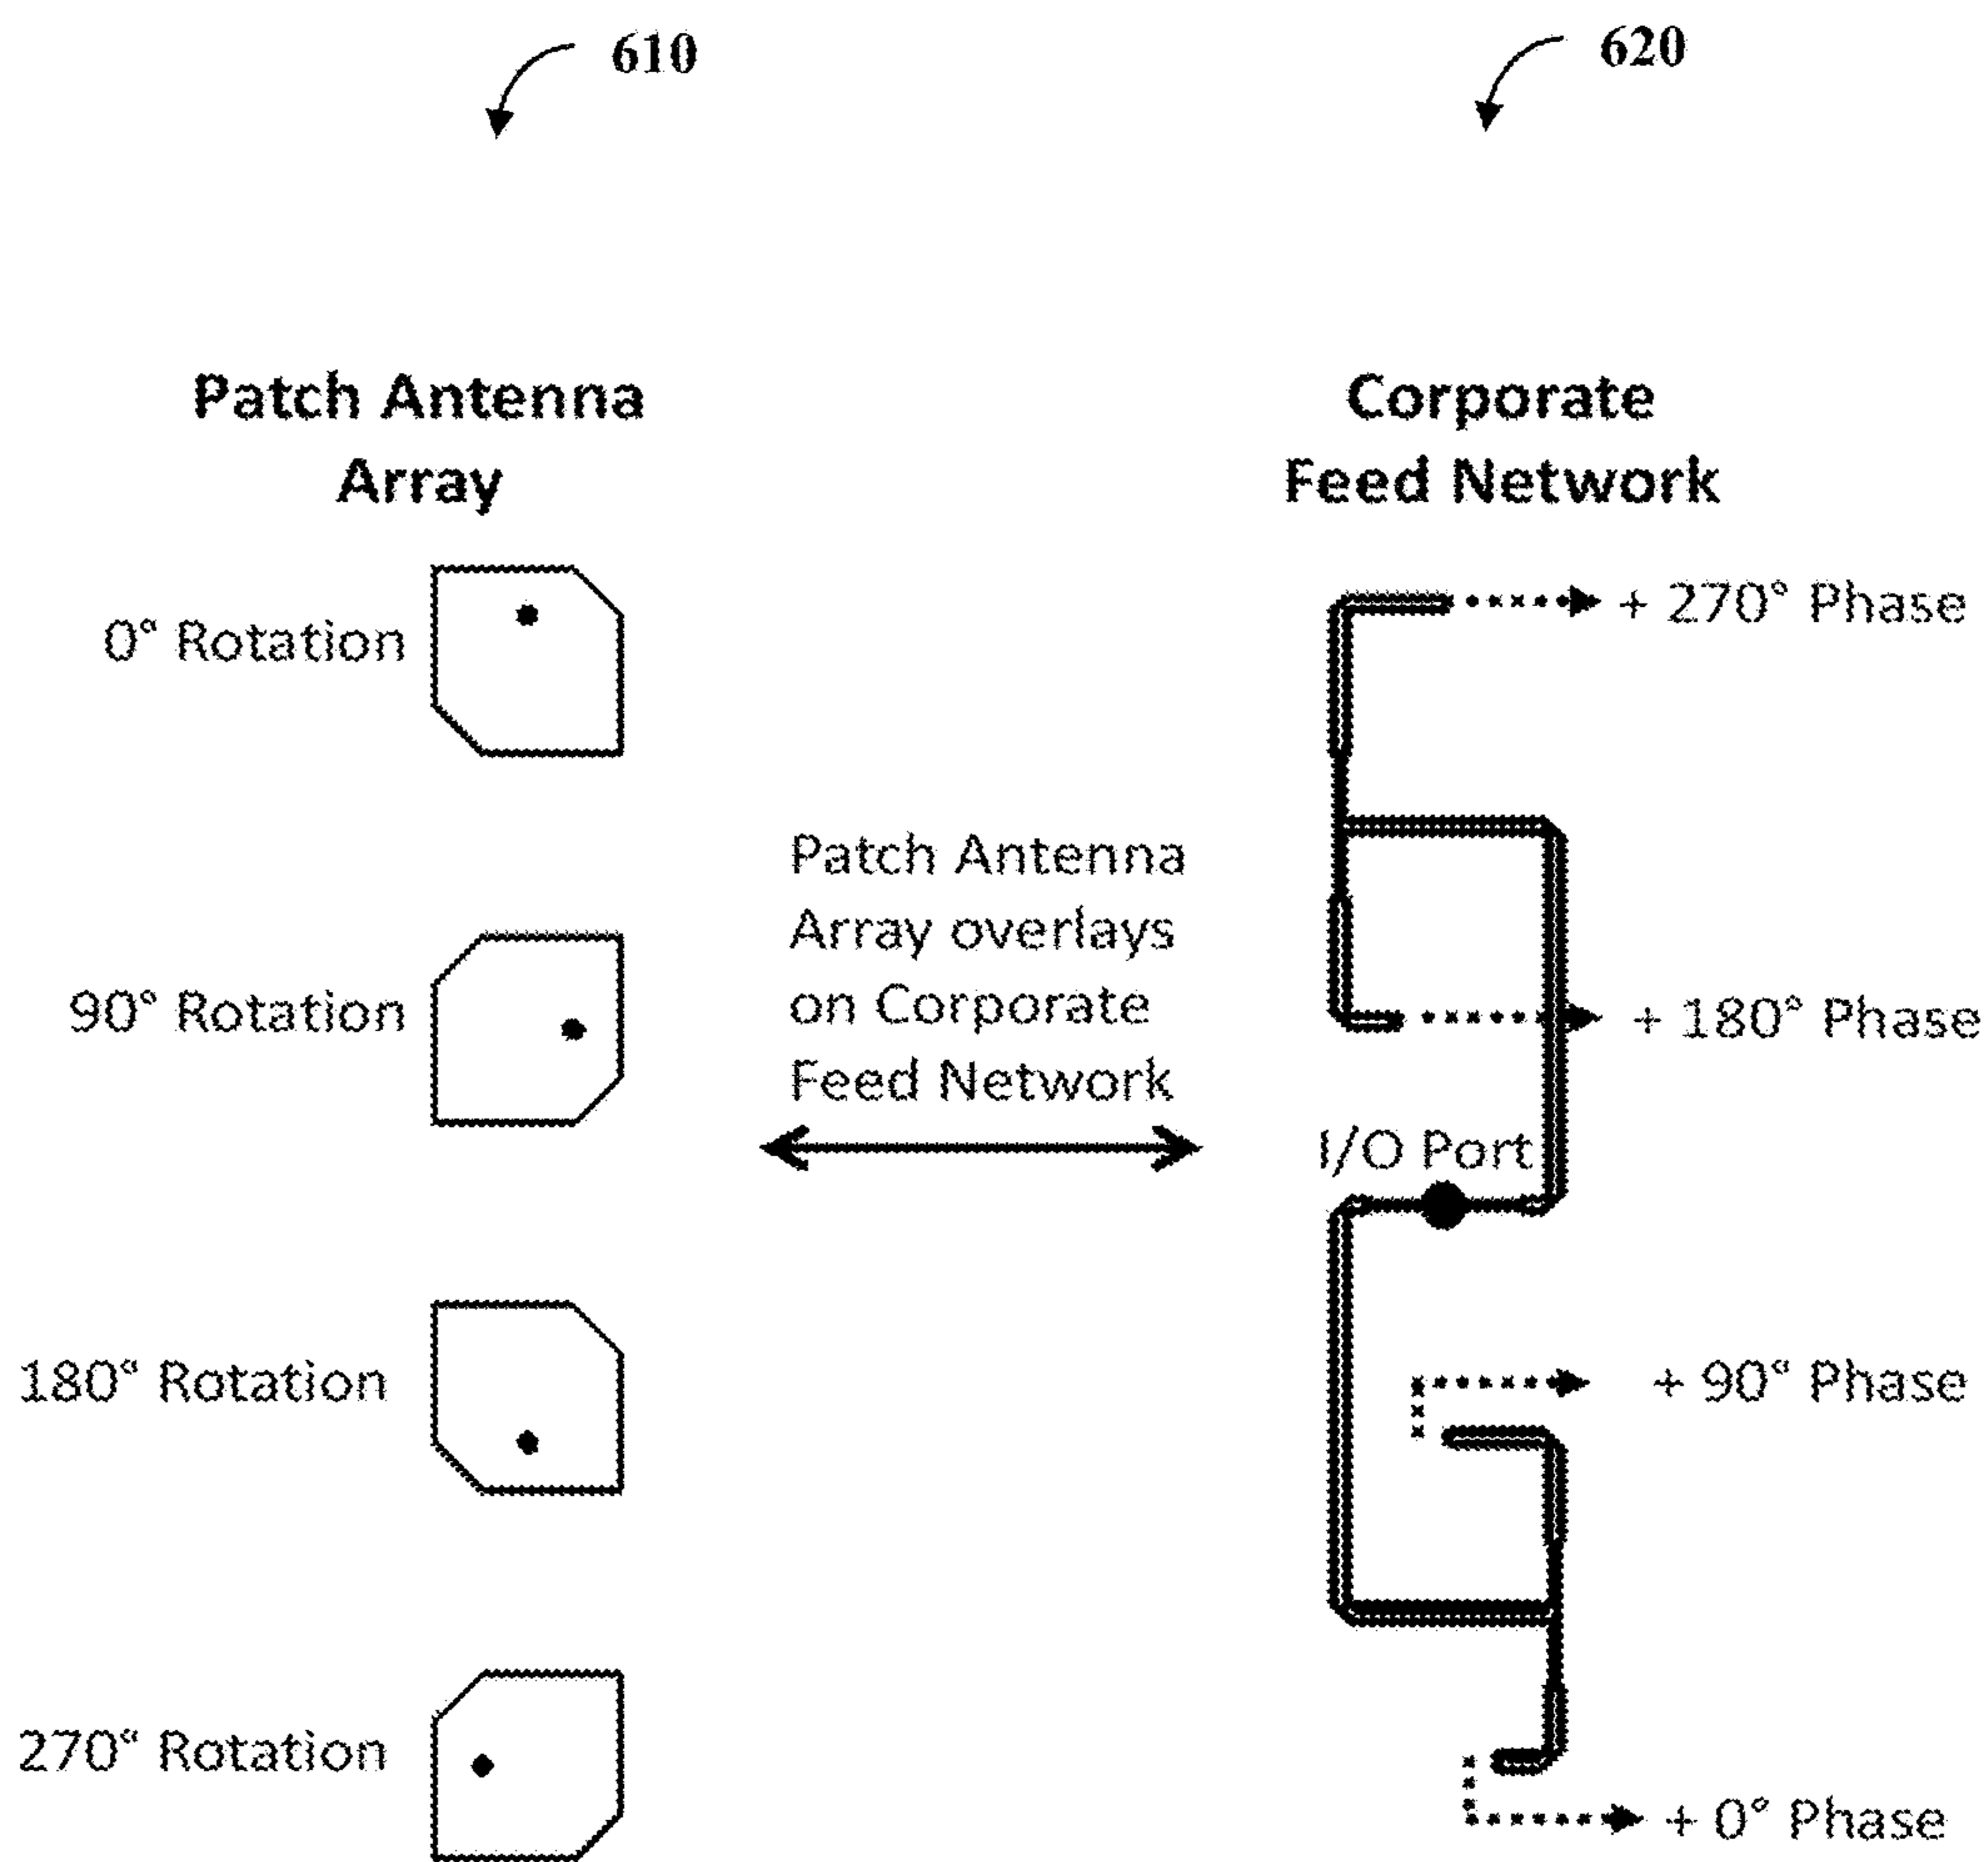 610
620
Patch Antenna
Array
Corporate
Feed Network
0° Rotation
+ 270° Phase
Patch Antenna
Array overlays
on Corporate
Feed Network
90° Rotation
+ 180° Phase
I/O Port
180° Rotation
+ 90° Phase
270° Rotation
+ 0° Phase